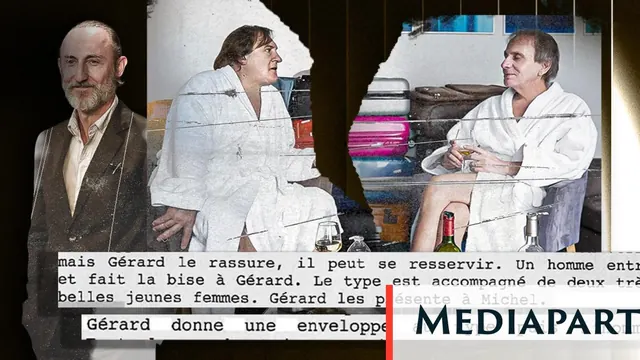 mais Gérard le rassure, il peut se resservir. Un homme entr
et fait la bise à Gérard. Le type est accompagné de deux trè
belles jeunes femmes. Gérard les présente à Michel.
Gérard donne une enveloppe
MEDIAPART